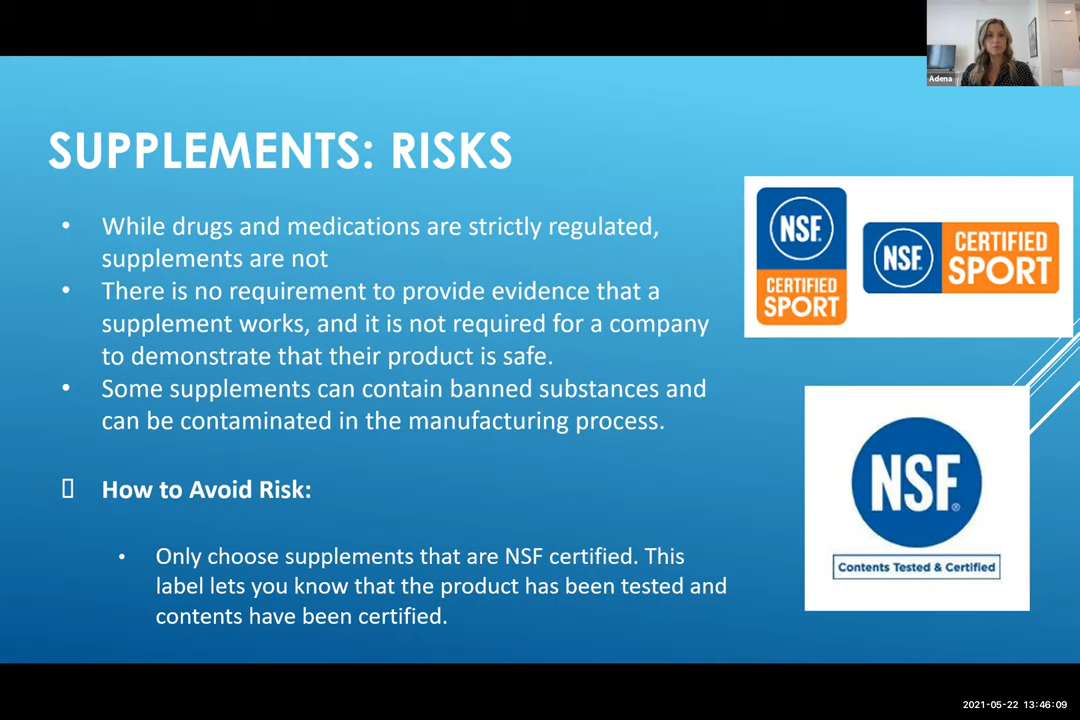 Adena
SUPPLEMENTS: RISKS
• While drugs and medications are strictly regulated,
supplements are not
• There is no requirement to provide evidence that a
supplement works, and it is not required for a company
to demonstrate that their product is safe.
• Some supplements can contain banned substances and
can be contaminated in the manufacturing process.
How to Avoid Risk:
• Only choose supplements that are NSF certified. This
label lets you know that the product has been tested and
contents have been certified.
NSF
CERTIFIED
SPORT
NSF
CERTIFIED
SPORT
NSF®
Contents Tested & Certified
2021-05-22 13:46:09